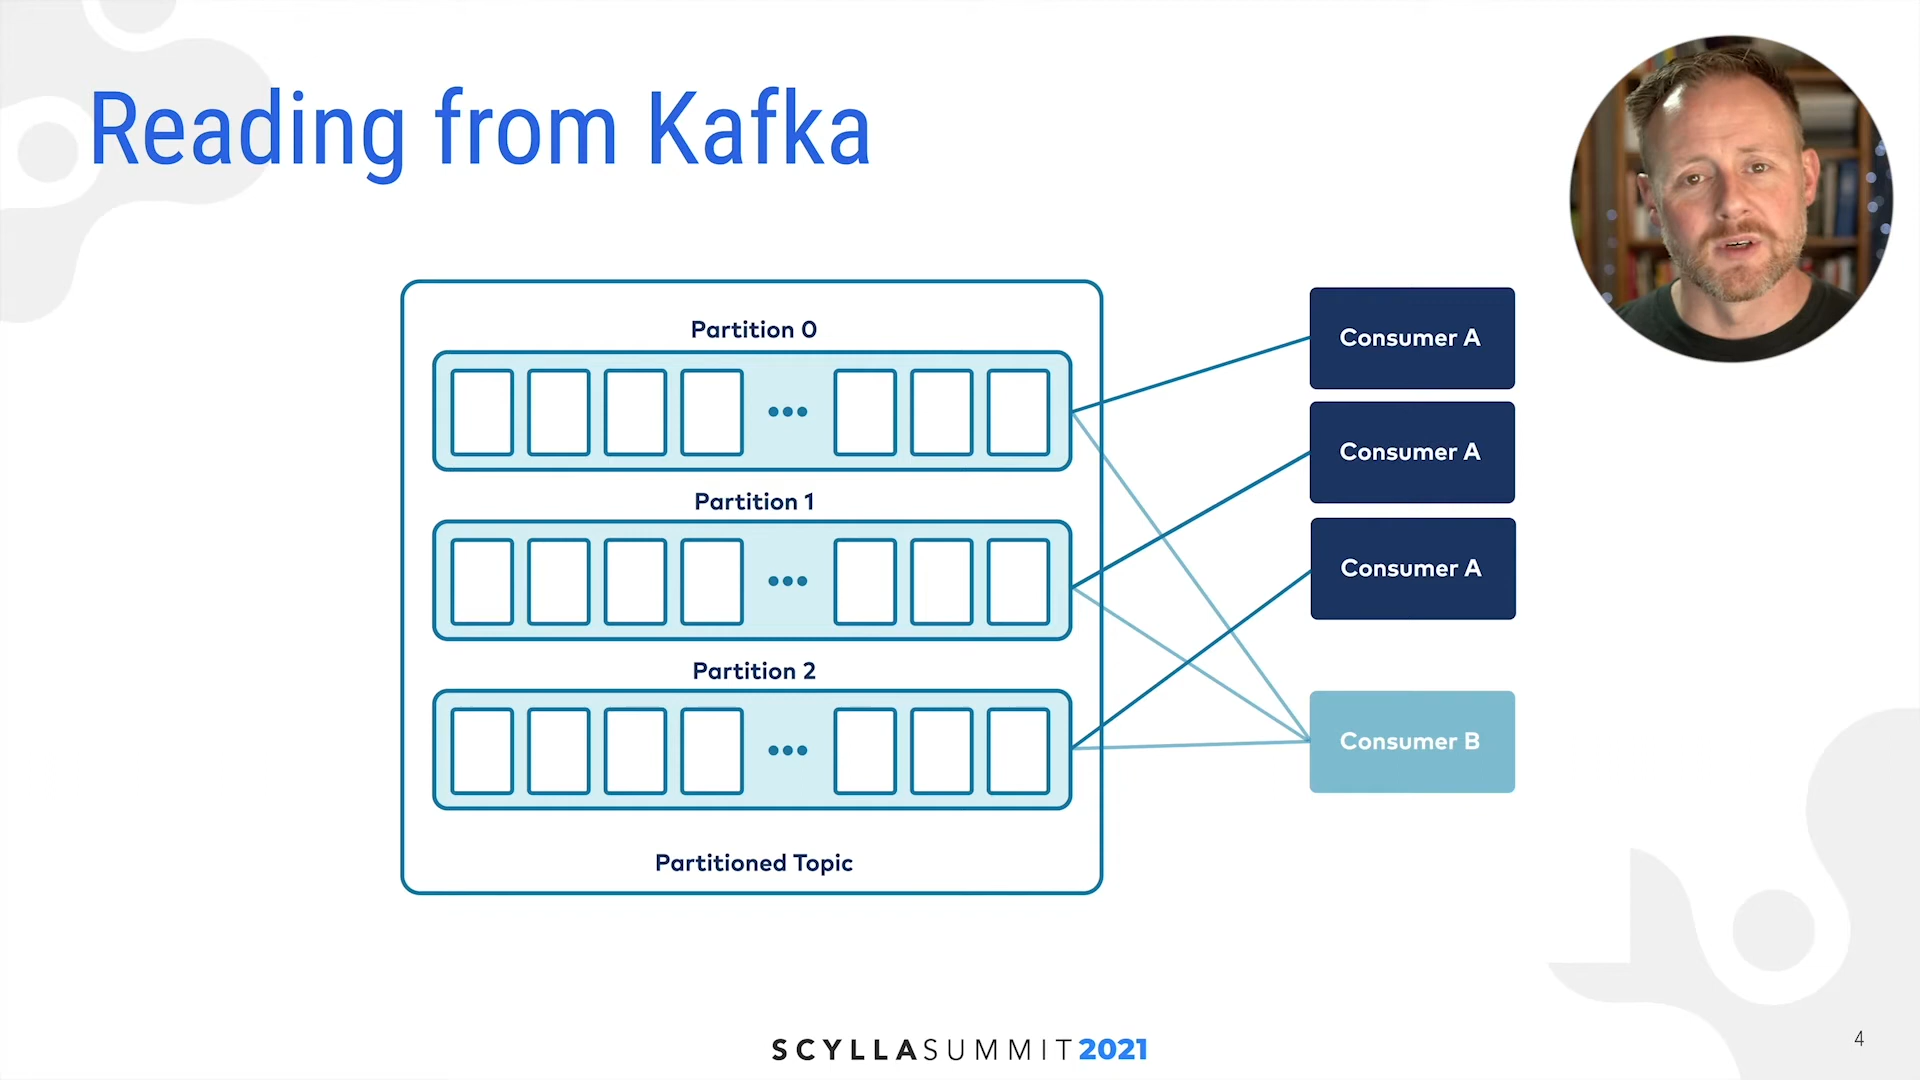 Reading from Kafka
Partition 0
Partition 1
Partition 2
Partitioned Topic
Consumer A
Consumer A
Consumer A
Consumer B
SCYLLASUMMIT2021
4